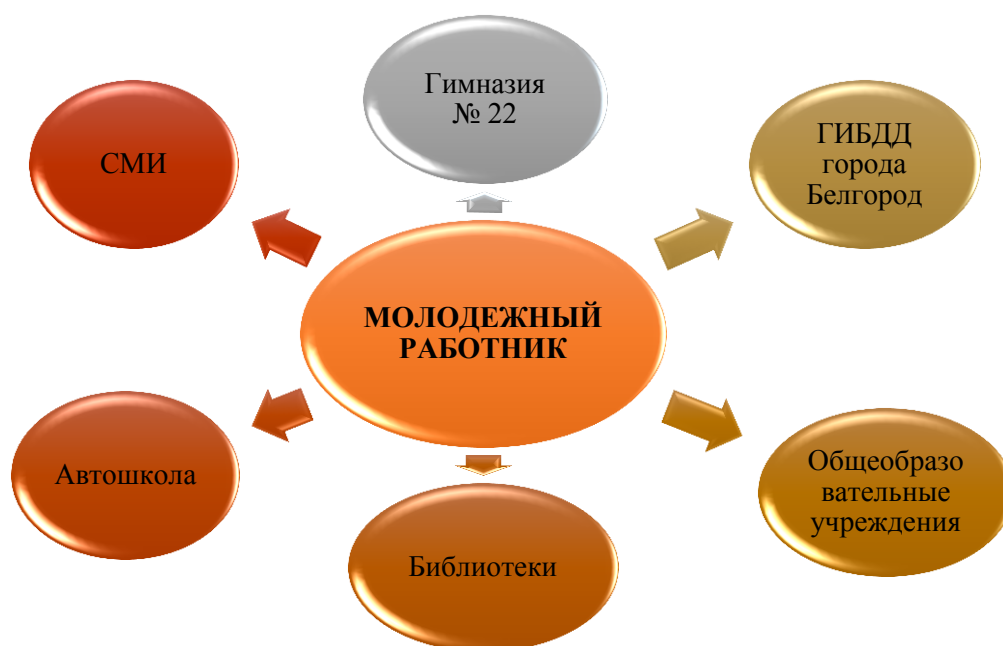 Гимназия
№ 22
СМИ
ГИБДД
города
Белгород
МОЛОДЕЖНЫЙ
РАБОТНИК
Автошкола
Общеобразо
вательные
учреждения
Библиотеки